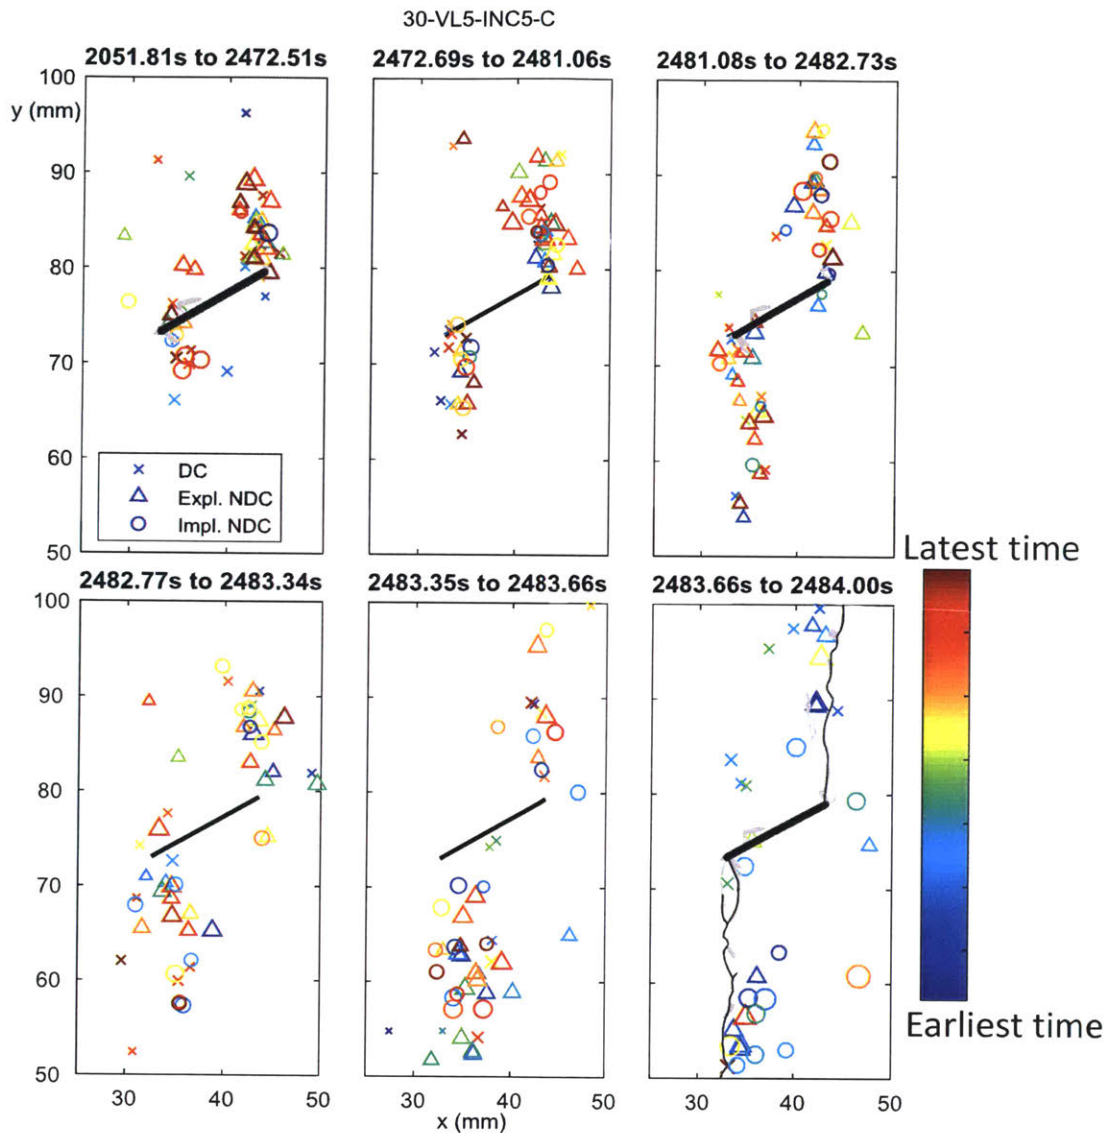 30-VL5-INC5-C
2051.81s to 2472.51s
2472.69s to 2481.06s
2481.08s to 2482.73s
100
y (mm)
90
80
70
60
50
DC
Expl. NDC
Impl. NDC
30
40
50
Latest time
2482.77s to 2483.34s
2483.35s to 2483.66s
2483.66s to 2484.00s
100
90
80
70
60
50
Earliest time
30 40 50 30 40 50 30 40 50
x (mm)